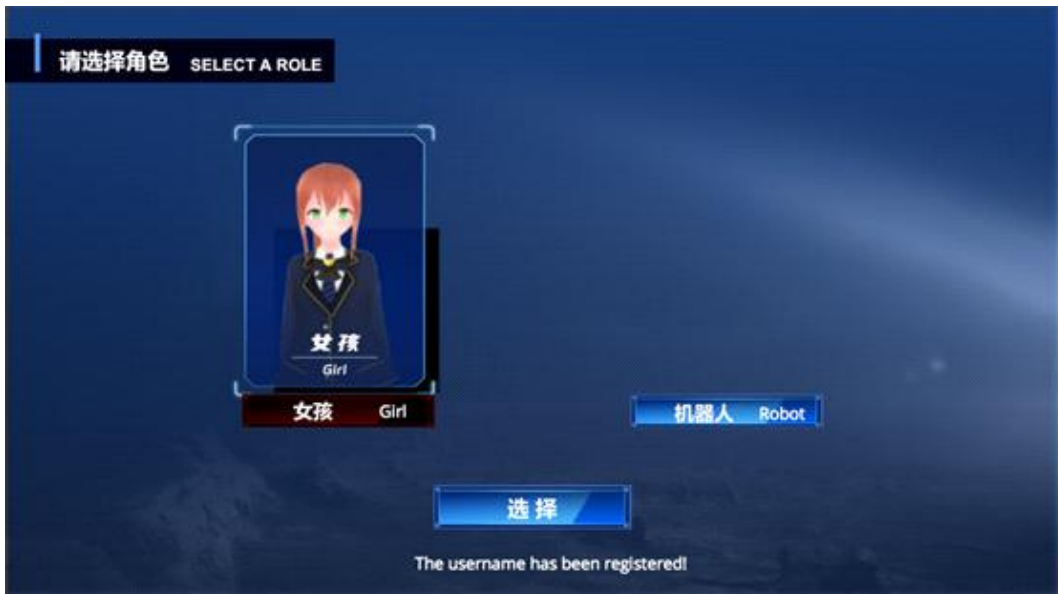 请选择角色 SELECT A ROLE
女孩
Girl
女孩 Girl
机器人 Robot
选择
The username has been registered!